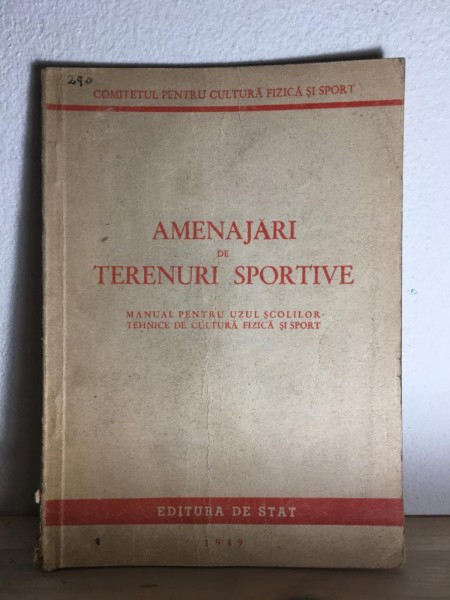 290
COMITETUL PENTRU CULTURĂ FIZICĂ ȘI SPORT
AMENAJĂRI
DE
TERENURI SPORTIVE
MANUAL PENTRU UZUL ȘCOLILOR
TEHNICE DE CULTURĂ FIZICĂ ȘI SPORT
EDITURA DE STAT
1949